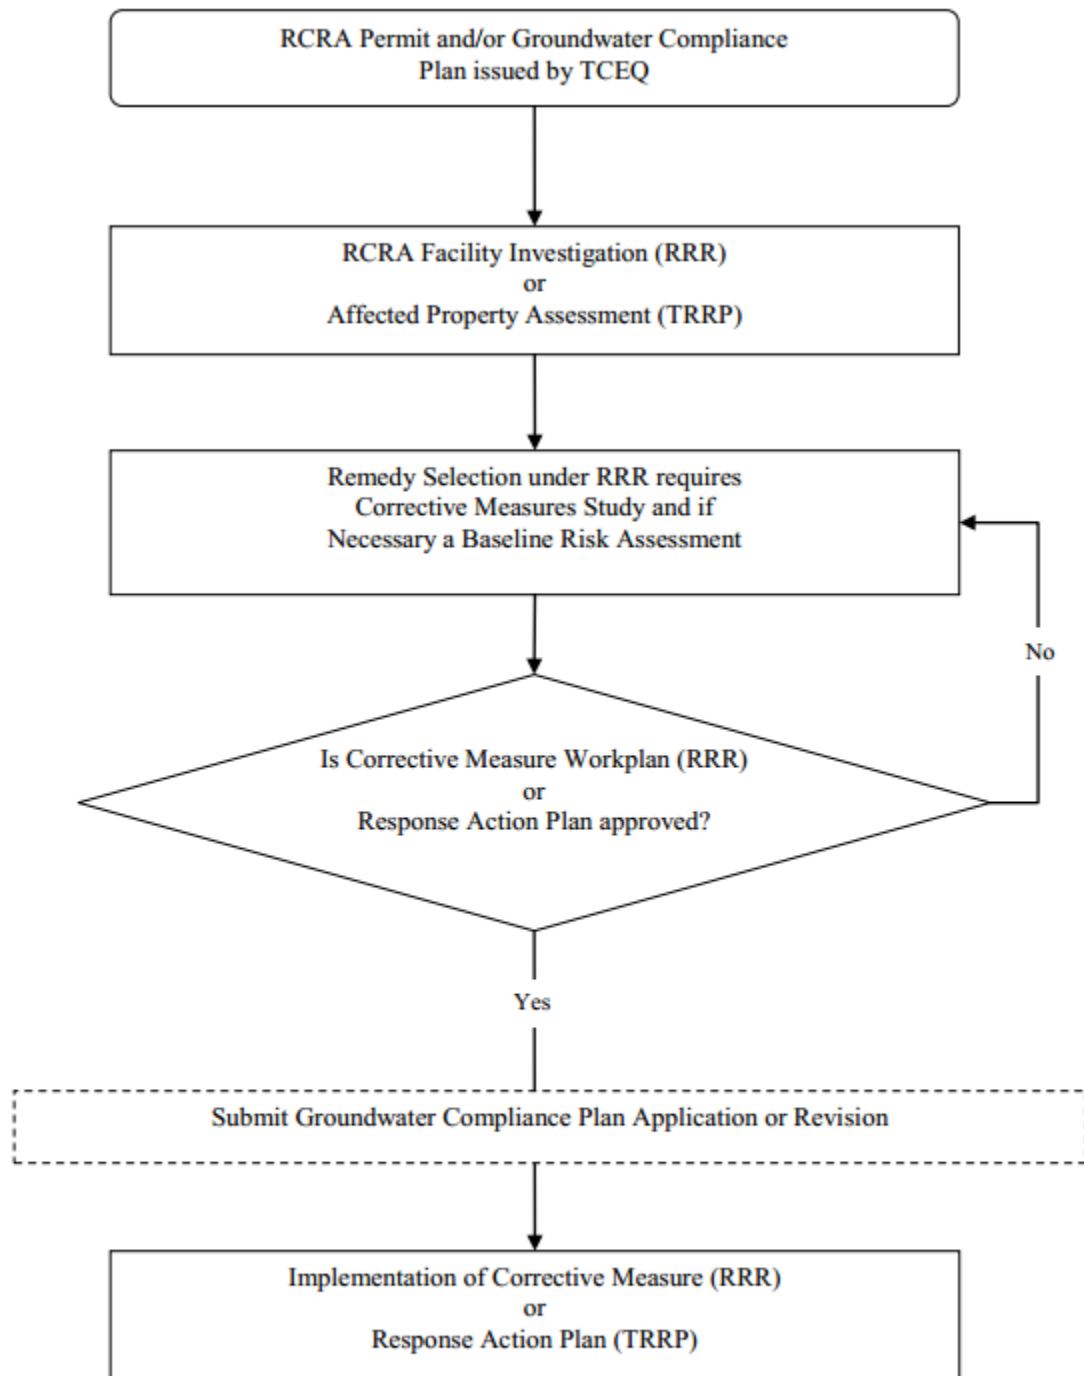 RCRA Permit and/or Groundwater Compliance
Plan issued by TCEQ
RCRA Facility Investigation (RRR)
or
Affected Property Assessment (TRRP)
Remedy Selection under RRR requires
Corrective Measures Study and if
Necessary a Baseline Risk Assessment
No
Is Corrective Measure Workplan (RRR)
or
Response Action Plan approved?
Yes
Submit Groundwater Compliance Plan Application or Revision
Implementation of Corrective Measure (RRR)
or
Response Action Plan (TRRP)